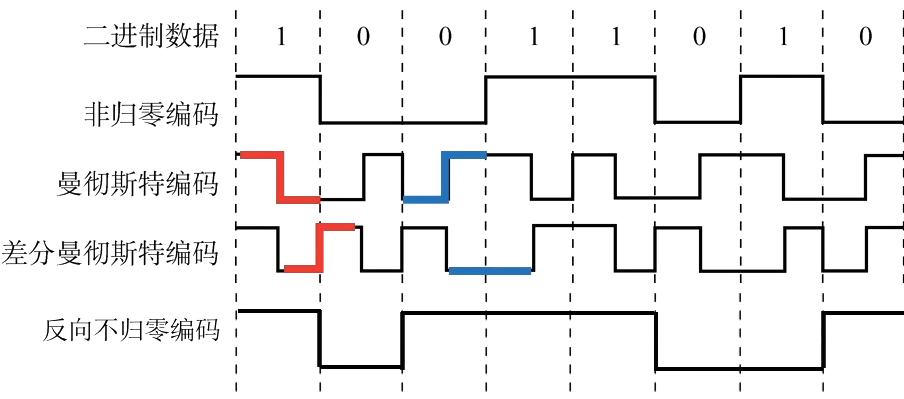 二进制数据 1 0 0 1 1 0 1 0
非归零编码
曼彻斯特编码
差分曼彻斯特编码
反向不归零编码